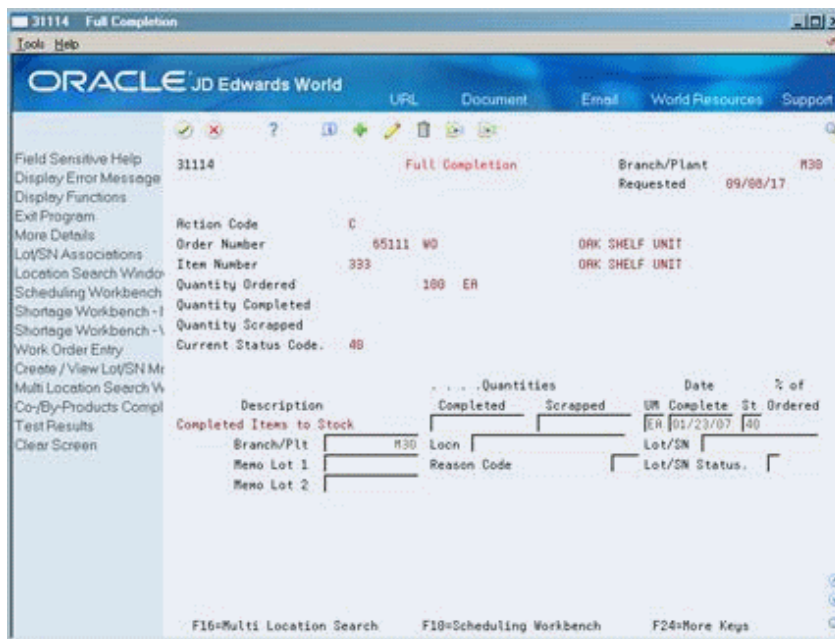 31114 Full Completion
Tools Help
ORACLE JD Edwards World
URL Document Email World Resources Support
Field Sensitive Help
Display Error Message
Display Functions
Exit Program
More Details
Lot/SN Associations
Location Search Window
Scheduling Workbench
Shortage Workbench - I
Shortage Workbench - \
Work Order Entry
Create / View Lot/SN Me
Multi Location Search W
Co-/By-Products Compl
Test Results
Clear Screen
31114 Full Completion Branch/Plant M30
Requested 09/08/17
Action Code C
Order Number 65111 WO OAK SHELF UNIT
Item Number 333 OAK SHELF UNIT
Quantity Ordered 100 EA
Quantity Completed
Quantity Scrapped
Current Status Code. 40
. . . .Quantities Date % of
Description Completed Scrapped UM Complete St Ordered
Completed Items to Stock EA 01/23/07 40
Branch/Plt M30 Locn Lot/SN
Memo Lot 1 Reason Code Lot/SN Status.
Memo Lot 2
F16=Multi Location Search F18=Scheduling Workbench F24=More Keys